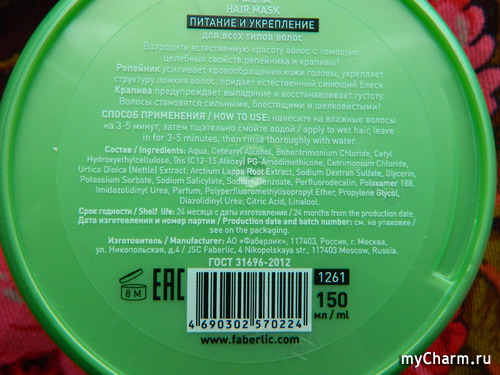 HAIR MASK
ПИТАНИЕ И УКРЕПЛЕНИЕ
для всех типов волос
Возродите естественную красоту волос с помощью
целебных свойств репейника и крапивы!
Репейник усиливает кровообращение кожи головы, укрепляет
структуру ломких волос, придает естественный сияющий блеск.
Крапива предупреждает выпадение и восстанавливает густоту.
Волосы становятся сильными, блестящими и шелковистыми!
СПОСОБ ПРИМЕНЕНИЯ / HOW TO USE: нанесите на влажные волосы
на 3-5 минут, затем тщательно смойте водой / apply to wet hair, leave
in for 3-5 minutes, then rinse thoroughly with water.
Состав / Ingredients: Aqua, Cetearyl Alcohol, Behentrimonium Chloride, Cetyl
Hydroxyethylcellulose, Bis (C12-15 Alkoxy) PG-Amodimethicone, Cetrimonium Chloride,
Urtica Dioica (Nettle) Extract, Arctium Lappa Root Extract, Sodium Dextran Sulfate, Glycerin,
Potassium Sorbate, Sodium Salicylate, Sodium Benzoate, Perfluorodecalin, Poloxamer 188,
Imidazolidinyl Urea, Parfum, Polyperfluoroethoxymethoxy PEG-2 Phosphate, Propylene Glycol,
Diazolidinyl Urea, Citric Acid, Linalool.
Срок годности / Shelf life: 24 месяца с даты изготовления / 24 months from the production date.
Дата изготовления и номер партии / Production date and batch number: см. на упаковке /
see on the packaging.
Изготовитель / Manufacturer: АО «Фаберлик», 117403, Россия, г. Москва,
ул. Никопольская, д.4 / JSC Faberlic, 4 Nikopolskaya str., 117403 Moscow, Russia.
ГОСТ 31696-2012
8 M
EAC
4 690302 570224
1261
150
мл / ml
www.faberlic.com
myCharm.ru